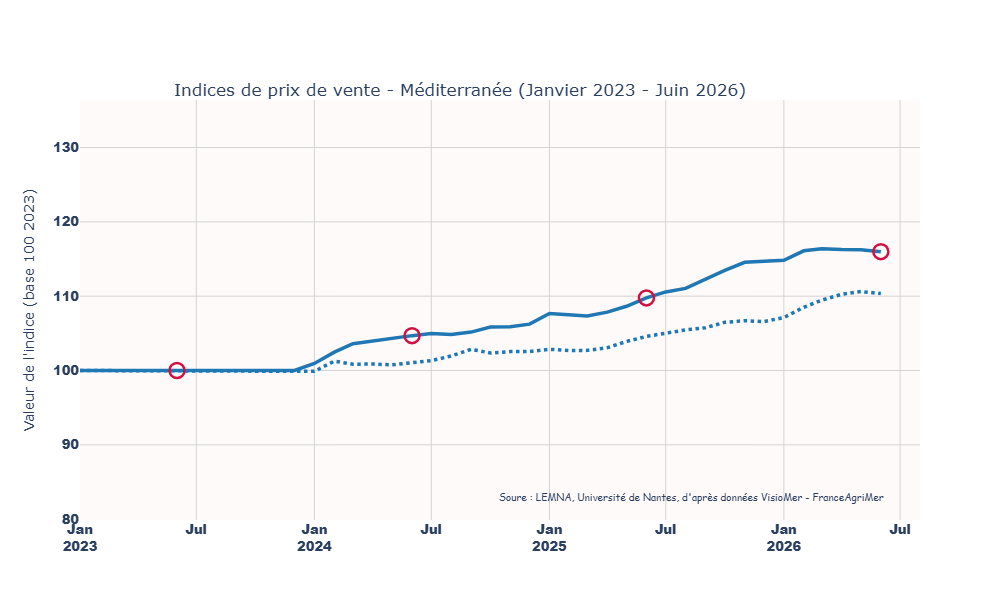 Indices de prix de vente - Méditerranée (Janvier 2023 - Juin 2026)
Valeur de l'indice (base 100 2023)
130
120
110
100
90
80
Soure : LEMNA, Université de Nantes, d'après données VisioMer - FranceAgriMer
Jan Jul Jan Jul Jan Jul Jan Jul
2023 2024 2025 2026